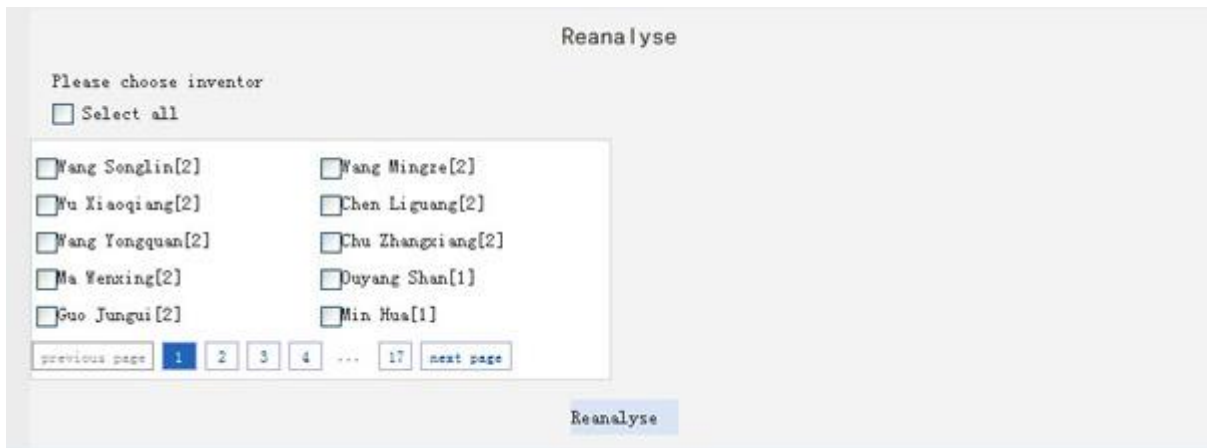 Reanalyse
Please choose inventor
Select all
Wang Songlin[2] Wang Mingze[2]
Wu Xiaoqiang[2] Chen Liguang[2]
Wang Yongquan[2] Chu Zhangxiang[2]
Ma Wenxing[2] Ouyang Shan[1]
Guo Jungui[2] Min Hua[1]
previous page 1 2 3 4 ... 17 next page
Reanalyse